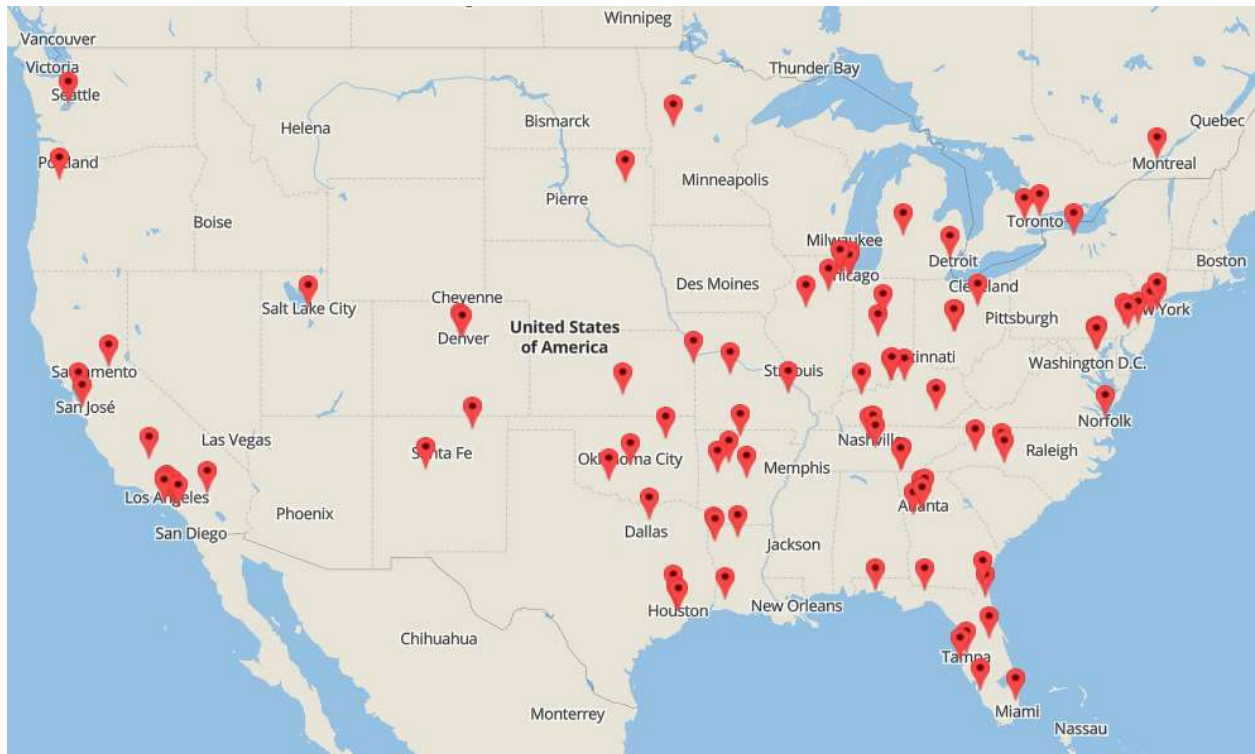 Winnipeg
Vancouver
Victoria
Seattle
Thunder Bay
Quebec
Helena
Bismarck
Montreal
Portland
Minneapolis
Pierre
Boise
Toronto
Milwaukee
Detroit
Boston
Salt Lake City
Cheyenne
Des Moines
Chicago
Cleveland
New York
Denver
United States
of America
Pittsburgh
Sacramento
St Louis
Cincinnati
Washington D.C.
San José
Las Vegas
Norfolk
Santa Fe
Oklahoma City
Nashville
Memphis
Raleigh
Los Angeles
Phoenix
San Diego
Dallas
Atlanta
Jackson
Houston
New Orleans
Chihuahua
Tampa
Monterrey
Miami
Nassau